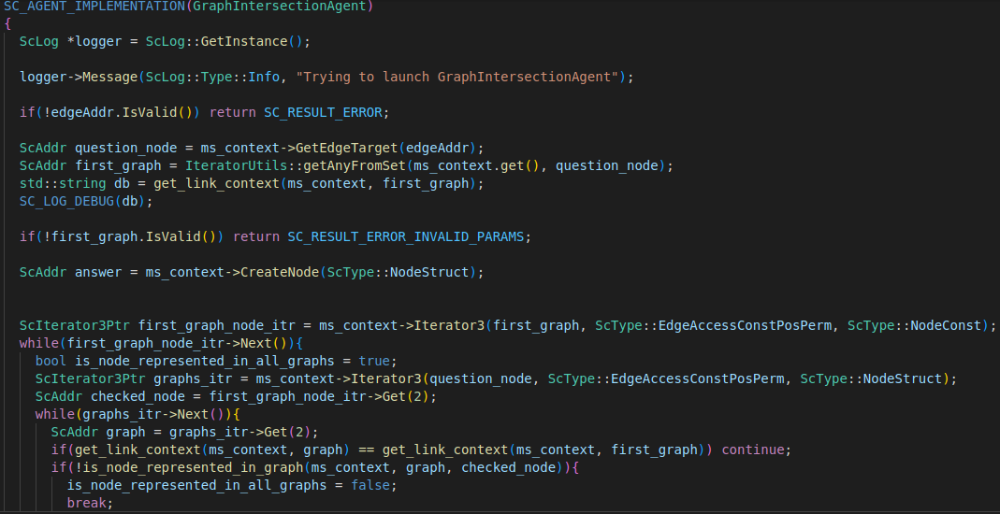 SC_AGENT_IMPLEMENTATION(GraphIntersectionAgent)
{
ScLog *logger = ScLog::GetInstance();
logger->Message(ScLog::Type::Info, "Trying to launch GraphIntersectionAgent");
if(!edgeAddr.IsValid()) return SC_RESULT_ERROR;
ScAddr question_node = ms_context->GetEdgeTarget(edgeAddr);
ScAddr first_graph = IteratorUtils::getAnyFromSet(ms_context.get(), question_node);
std::string db = get_link_context(ms_context, first_graph);
SC_LOG_DEBUG(db);
if(!first_graph.IsValid()) return SC_RESULT_ERROR_INVALID_PARAMS;
ScAddr answer = ms_context->CreateNode(ScType::NodeStruct);
ScIterator3Ptr first_graph_node_itr = ms_context->Iterator3(first_graph, ScType::EdgeAccessConstPosPerm, ScType::NodeConst);
while(first_graph_node_itr->Next()){
bool is_node_represented_in_all_graphs = true;
ScIterator3Ptr graphs_itr = ms_context->Iterator3(question_node, ScType::EdgeAccessConstPosPerm, ScType::NodeStruct);
ScAddr checked_node = first_graph_node_itr->Get(2);
while(graphs_itr->Next()){
ScAddr graph = graphs_itr->Get(2);
if(get_link_context(ms_context, graph) == get_link_context(ms_context, first_graph)) continue;
if(!is_node_represented_in_graph(ms_context, graph, checked_node)){
is_node_represented_in_all_graphs = false;
break;